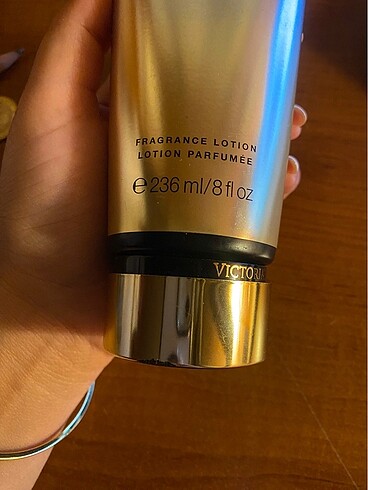 FRAGRANCE LOTION
LOTION PARFUMÉE
℮236 ml/8 fl oz
VICTORIA